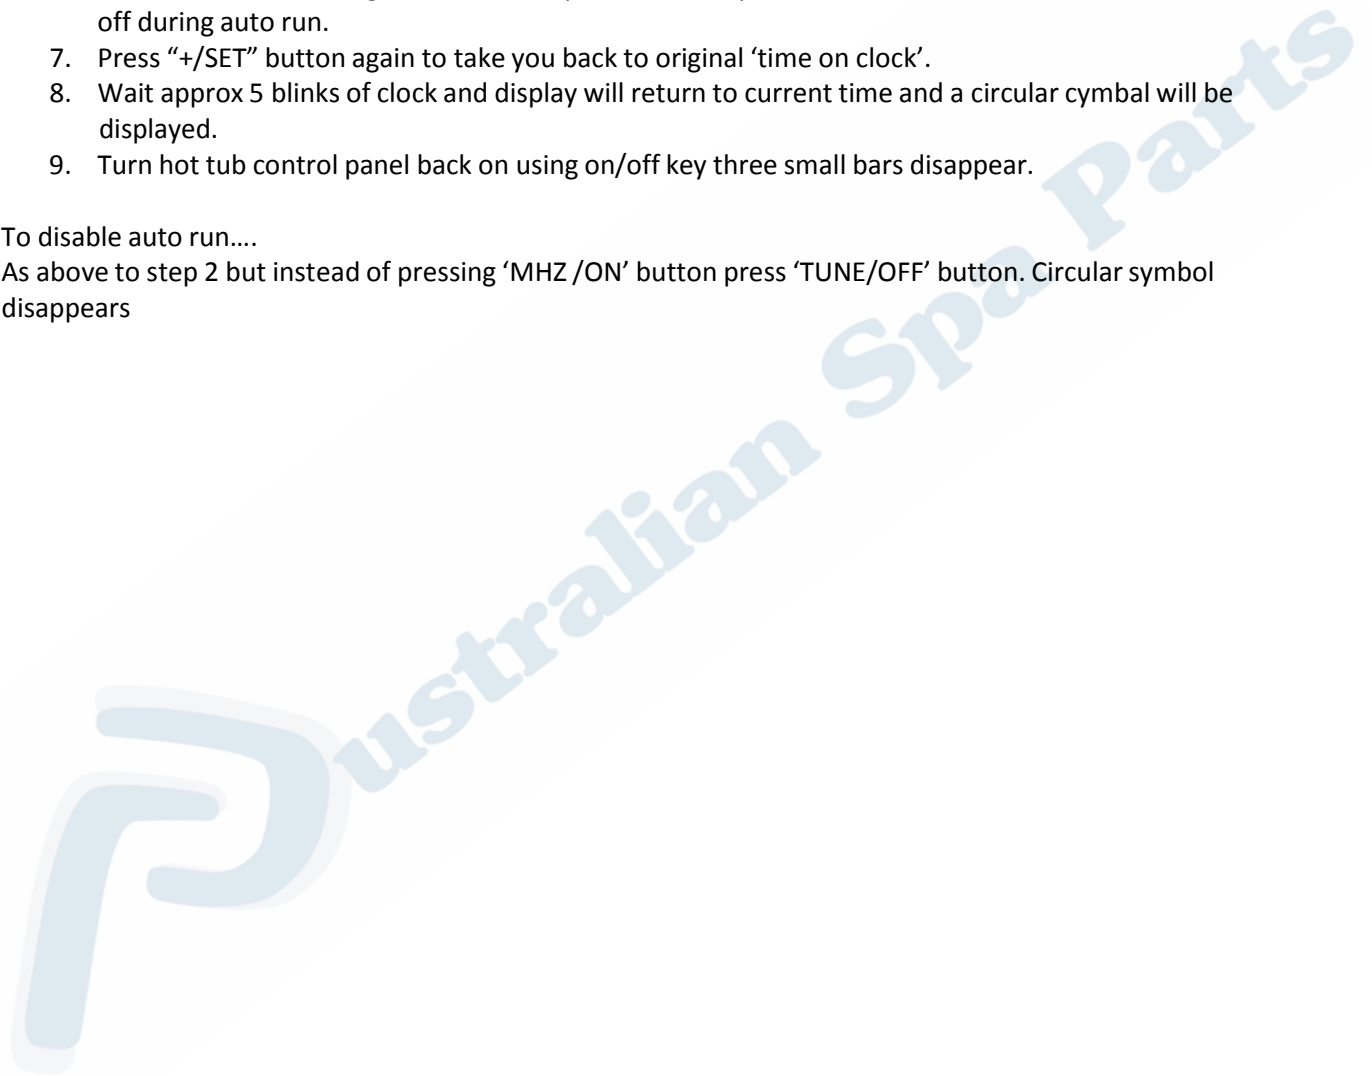 off during auto run.
7. Press “+/SET” button again to take you back to original ‘time on clock’.
8. Wait approx 5 blinks of clock and display will return to current time and a circular cymbal will be
displayed.
9. Turn hot tub control panel back on using on/off key three small bars disappear.
To disable auto run….
As above to step 2 but instead of pressing ‘MHZ /ON’ button press ‘TUNE/OFF’ button. Circular symbol
disappears
ustralian Spa Parts